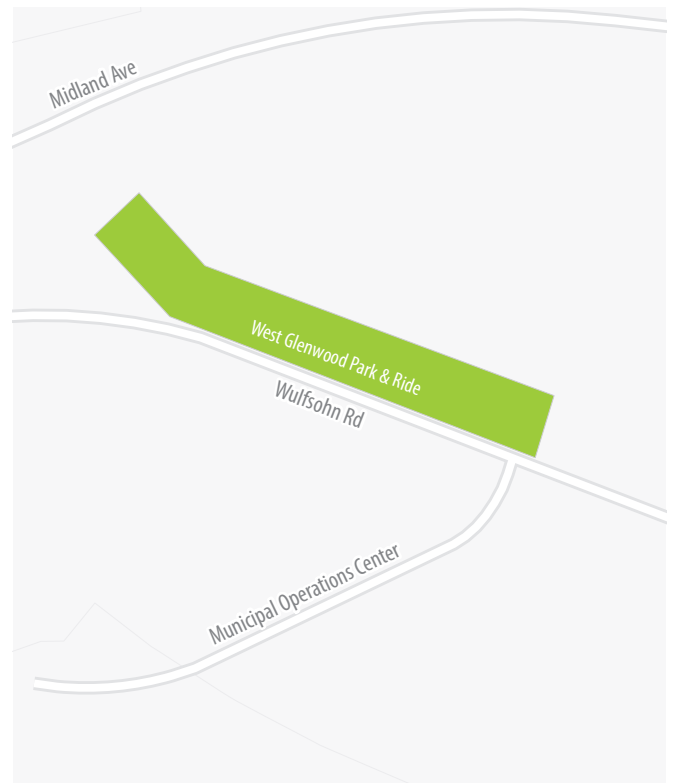 Midland Ave
West Glenwood Park & Ride
Wulfsohn Rd
Municipal Operations Center